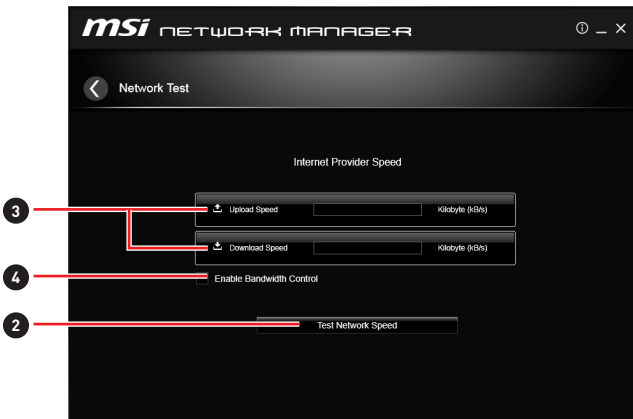 msi NETWORK MANAGER
Network Test
Internet Provider Speed
3
Upload Speed Kilobyte (kB/s)
Download Speed Kilobyte (kB/s)
4 Enable Bandwidth Control
2 Test Network Speed